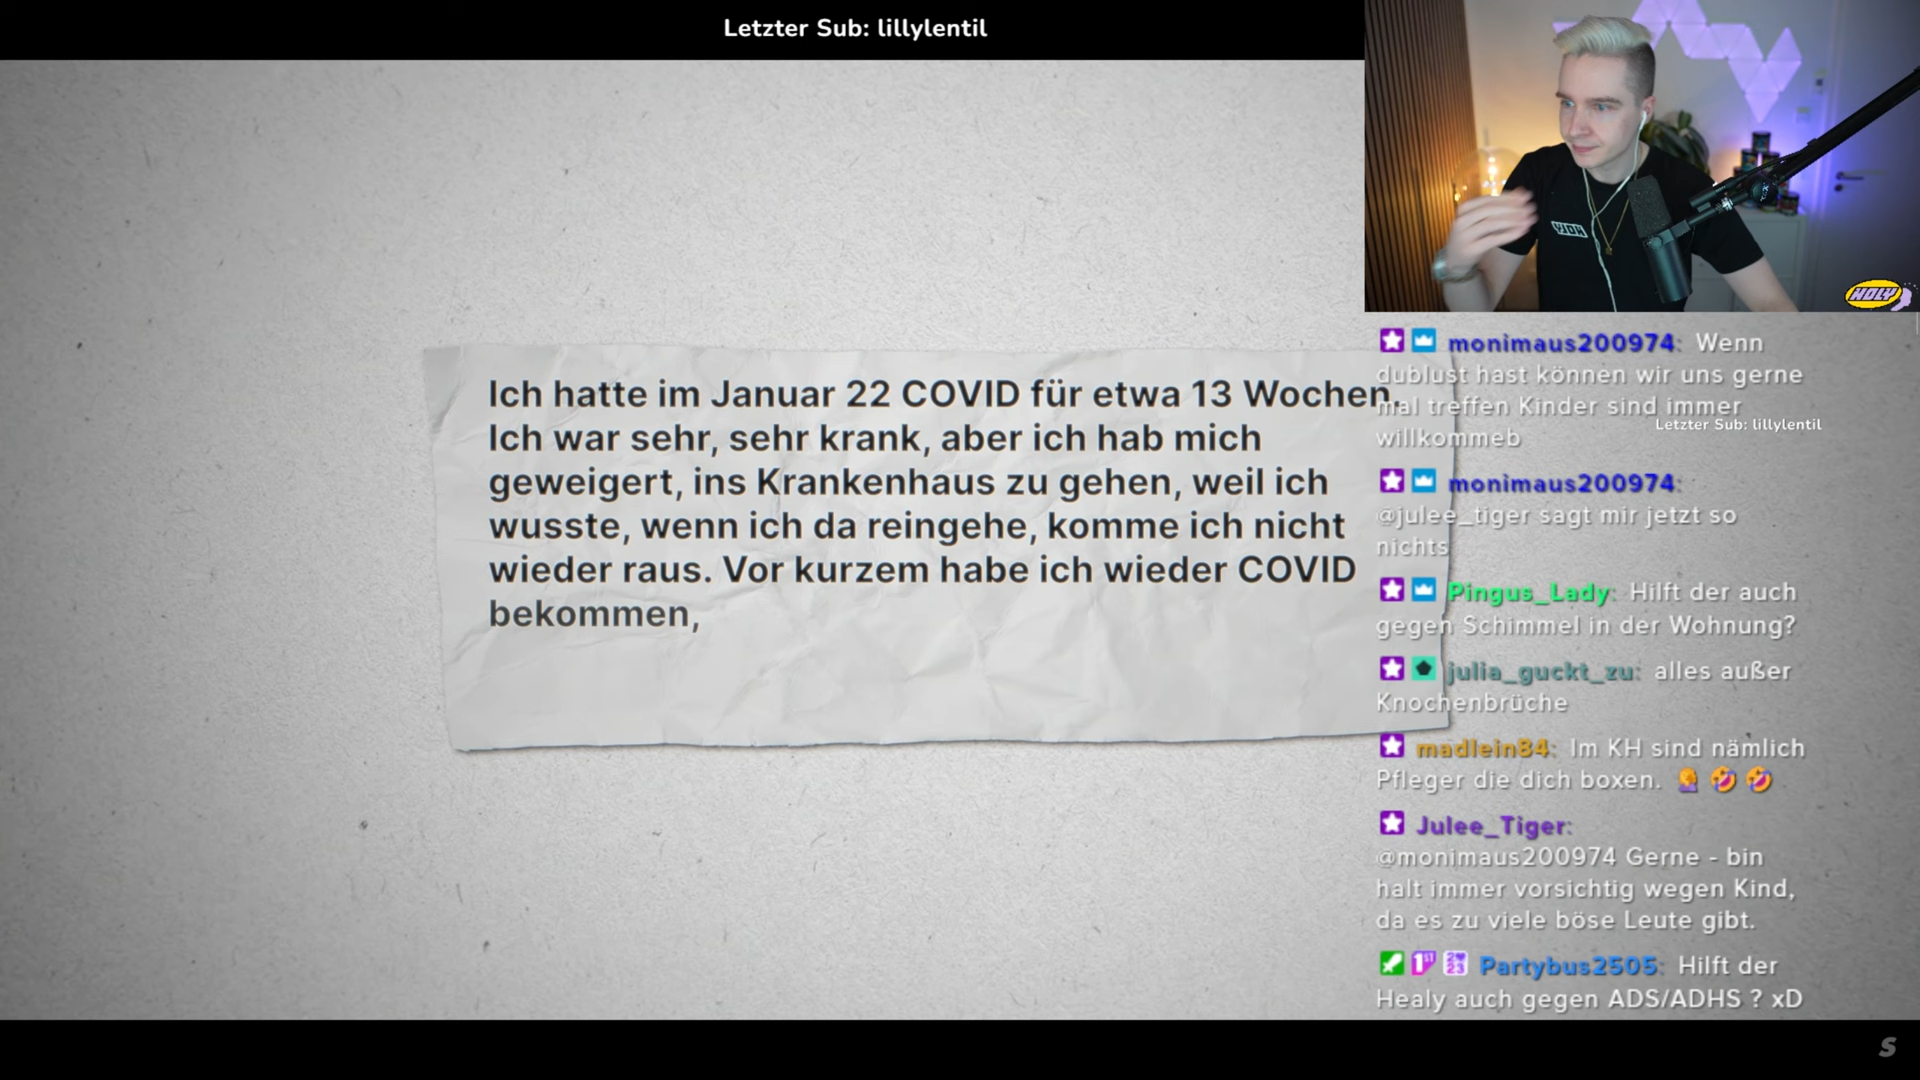 Letzter Sub: lillylentil
Ich hatte im Januar 22 COVID für etwa 13 Wochen.
Ich war sehr, sehr krank, aber ich hab mich
geweigert, ins Krankenhaus zu gehen, weil ich
wusste, wenn ich da reingehe, komme ich nicht
wieder raus. Vor kurzem habe ich wieder COVID
bekommen,
HOLY
monimaus200974: Wenn
dublust hast können wir uns gerne
mal treffen Kinder sind immer
Letzter Sub: lillylentil
willkommeb
monimaus200974:
@julee_tiger sagt mir jetzt so
nichts
Pingus_Lady: Hilft der auch
gegen Schimmel in der Wohnung?
julia_guckt_zu: alles außer
Knochenbrüche
madlein84: Im KH sind nämlich
Pfleger die dich boxen.
Julee_Tiger:
@monimaus200974 Gerne - bin
halt immer vorsichtig wegen Kind,
da es zu viele böse Leute gibt.
Partybus2505: Hilft der
Healy auch gegen ADS/ADHS ? xD
S